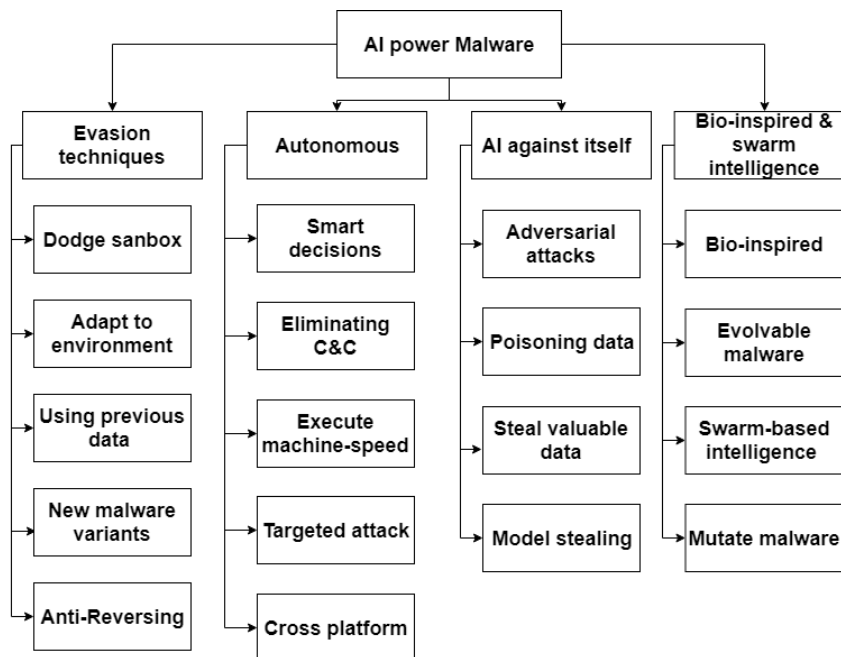 AI power Malware
Evasion
techniques
Autonomous
AI against itself
Bio-inspired &
swarm
intelligence
Dodge sanbox
Smart
decisions
Adversarial
attacks
Bio-inspired
Adapt to
environment
Eliminating
C&C
Poisoning data
Evolvable
malware
Using previous
data
Execute
machine-speed
Steal valuable
data
Swarm-based
intelligence
New malware
variants
Targeted attack
Model stealing
Mutate malware
Anti-Reversing
Cross platform